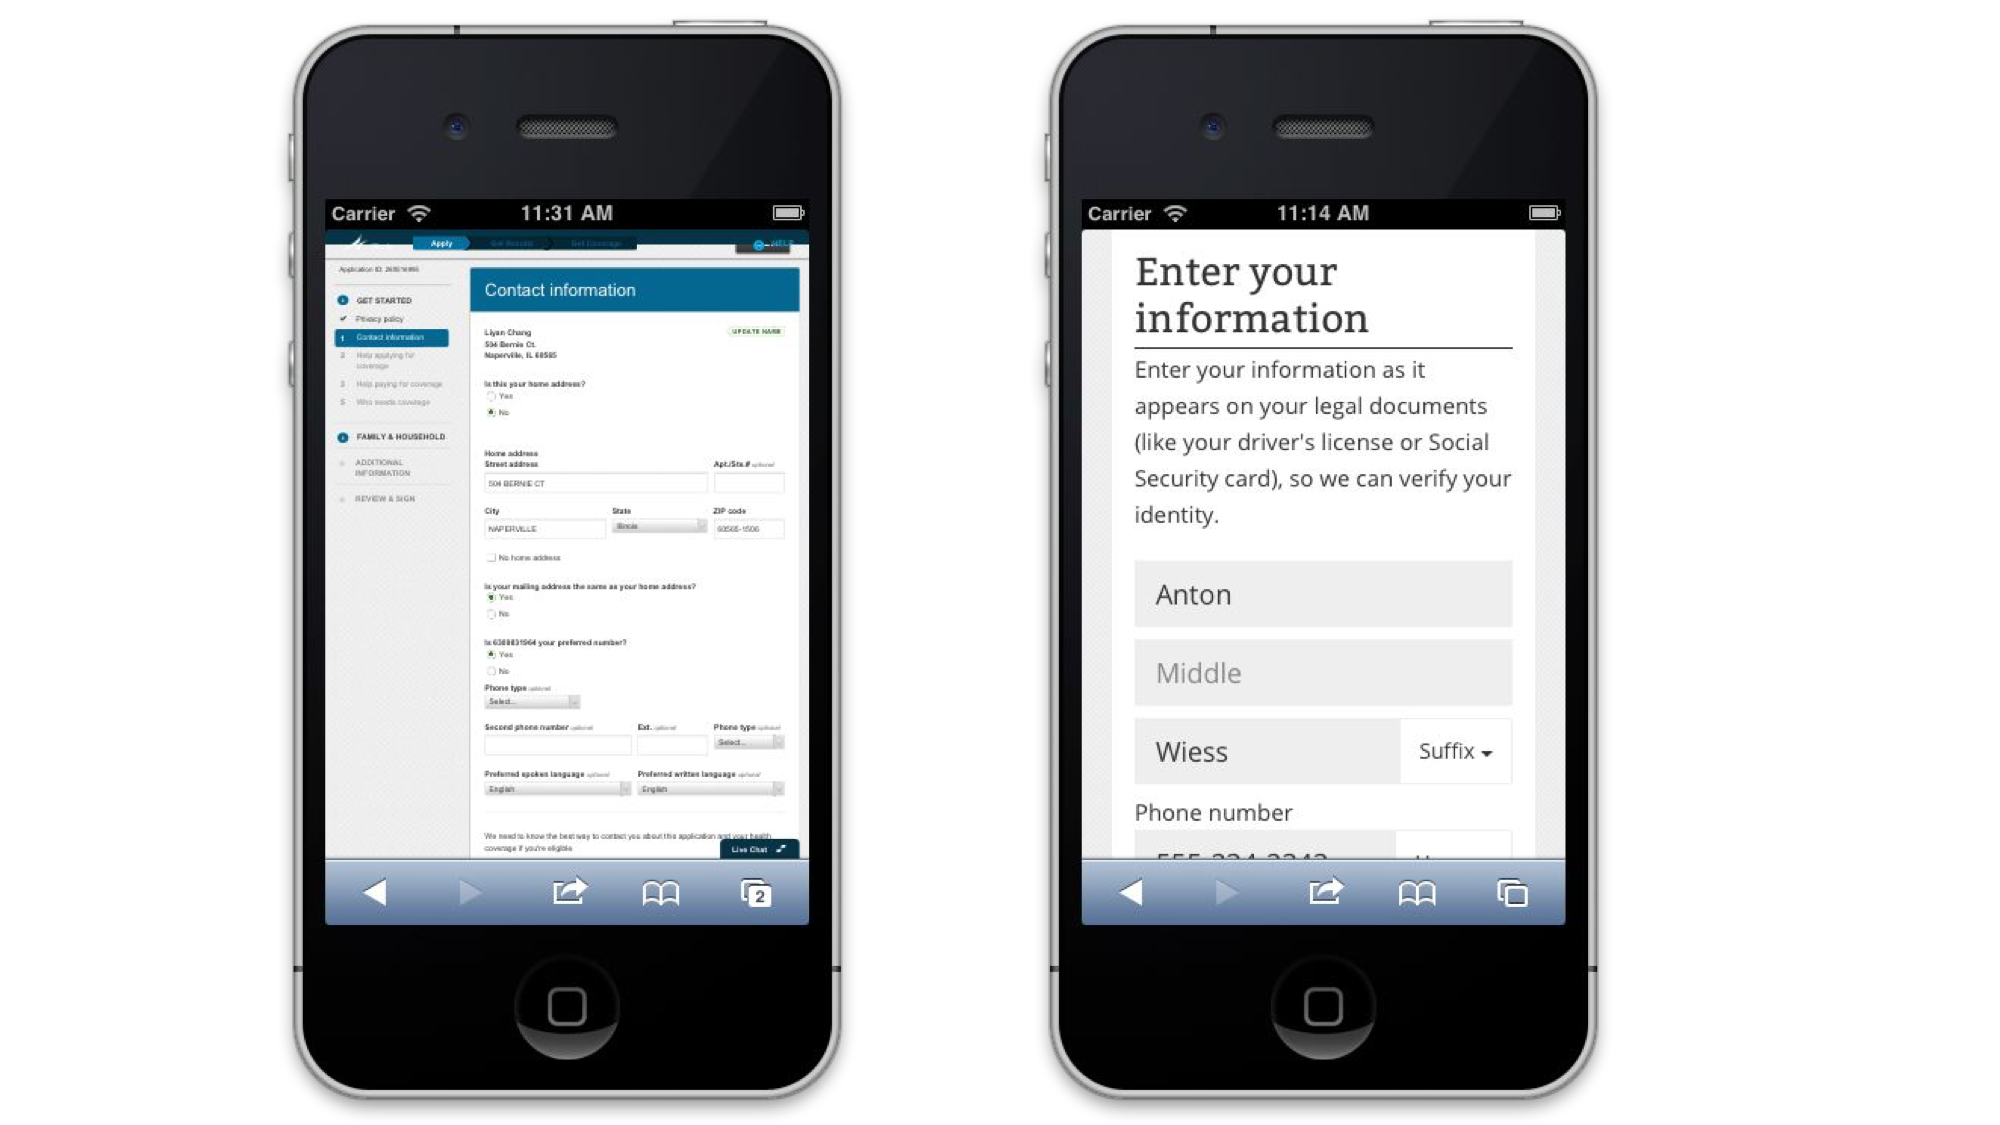 Carrier
11:31 AM
Apply
Get Results
Get Coverage
HELP
GET STARTED
Privacy policy
1 Contact information
2 Help applying for
coverage
3 Help paying for coverage
5 Who needs coverage
FAMILY & HOUSEHOLD
ADDITIONAL
INFORMATION
REVIEW & SIGN
Contact information
Liyan Chang
UPDATE NAME
504 Bernie Ct.
Naperville, IL 60565
Is this your home address?
Yes
No
Home address
Street address
Apt./Ste.# optional
504 BERNIE CT
City
State
ZIP code
NAPERVILLE
Illinois
60565-1506
No home address
Is your mailing address the same as your home address?
Yes
No
Is 6309831964 your preferred number?
Yes
No
Phone type optional
Select...
Second phone number optional
Ext. optional
Phone type optional
Select...
Preferred spoken language optional
Preferred written language optional
English
English
We need to know the best way to contact you about this application and your health
coverage if you're eligible
Live Chat
2
Carrier
11:14 AM
Enter your
information
Enter your information as it
appears on your legal documents
(like your driver's license or Social
Security card), so we can verify your
identity.
Anton
Middle
Wiess
Suffix
Phone number